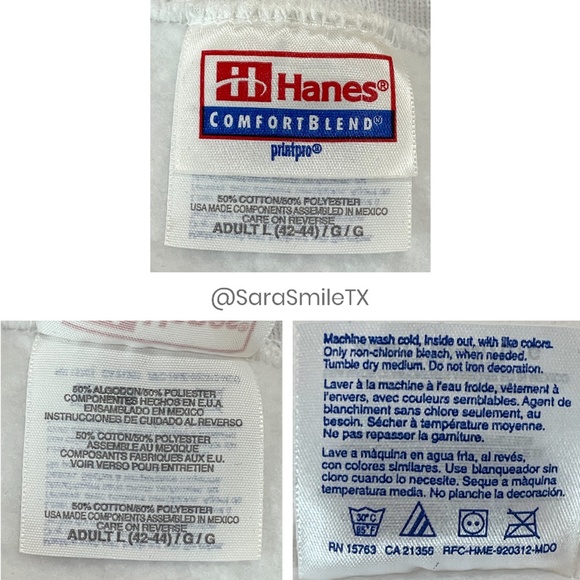 Hanes®
COMFORTBLEND®
printpro®
50% COTTON/50% POLYESTER
USA MADE COMPONENTS ASSEMBLED IN MEXICO
CARE ON REVERSE
ADULT L (42-44) / G / G
@SaraSmileTX
50% ALGODON/50% POLYESTER
COMPONENTES HECHOS EN E.U.A.
ENSAMBLADO EN MEXICO
INSTRUCCIONES DE CUIDADO AL REVERSO
50% COTON/50% POLYESTER
ASSEMBLE AU MEXIQUE
COMPOSANTS FABRIQUES AUX E.U.
VOIR VERSO POUR ENTRETIEN
50% COTTON/50% POLYESTER
USA MADE COMPONENTS ASSEMBLED IN MEXICO
CARE ON REVERSE
ADULT L (42-44) / G / G
Machine wash cold, inside out, with like colors.
Only non-chlorine bleach, when needed.
Tumble dry medium. Do not iron decoration.
Laver à la machine à l'eau froide, vêtement à
l'envers, avec couleurs semblables. Agent de
blanchiment sans chlore seulement, au
besoin. Sécher à température moyenne.
Ne pas repasser la garniture.
Lave a máquina en agua fria, al revés,
con colores similares. Use blanqueador sin
cloro cuando lo necesite. Seque a máquina
temperatura media. No planche la decoración.
30°C
85°F
RN 15763 CA 21356 RFC-HME-920312-MD0